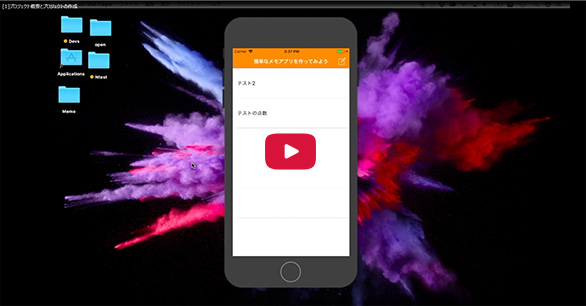 [1]プロジェクト概要とプロジェクトの作成
Devs
open
Applications
Ntest
Memo
Carrier
5:37 PM
簡単なメモアプリを作ってみよう
テスト2
テストの点数